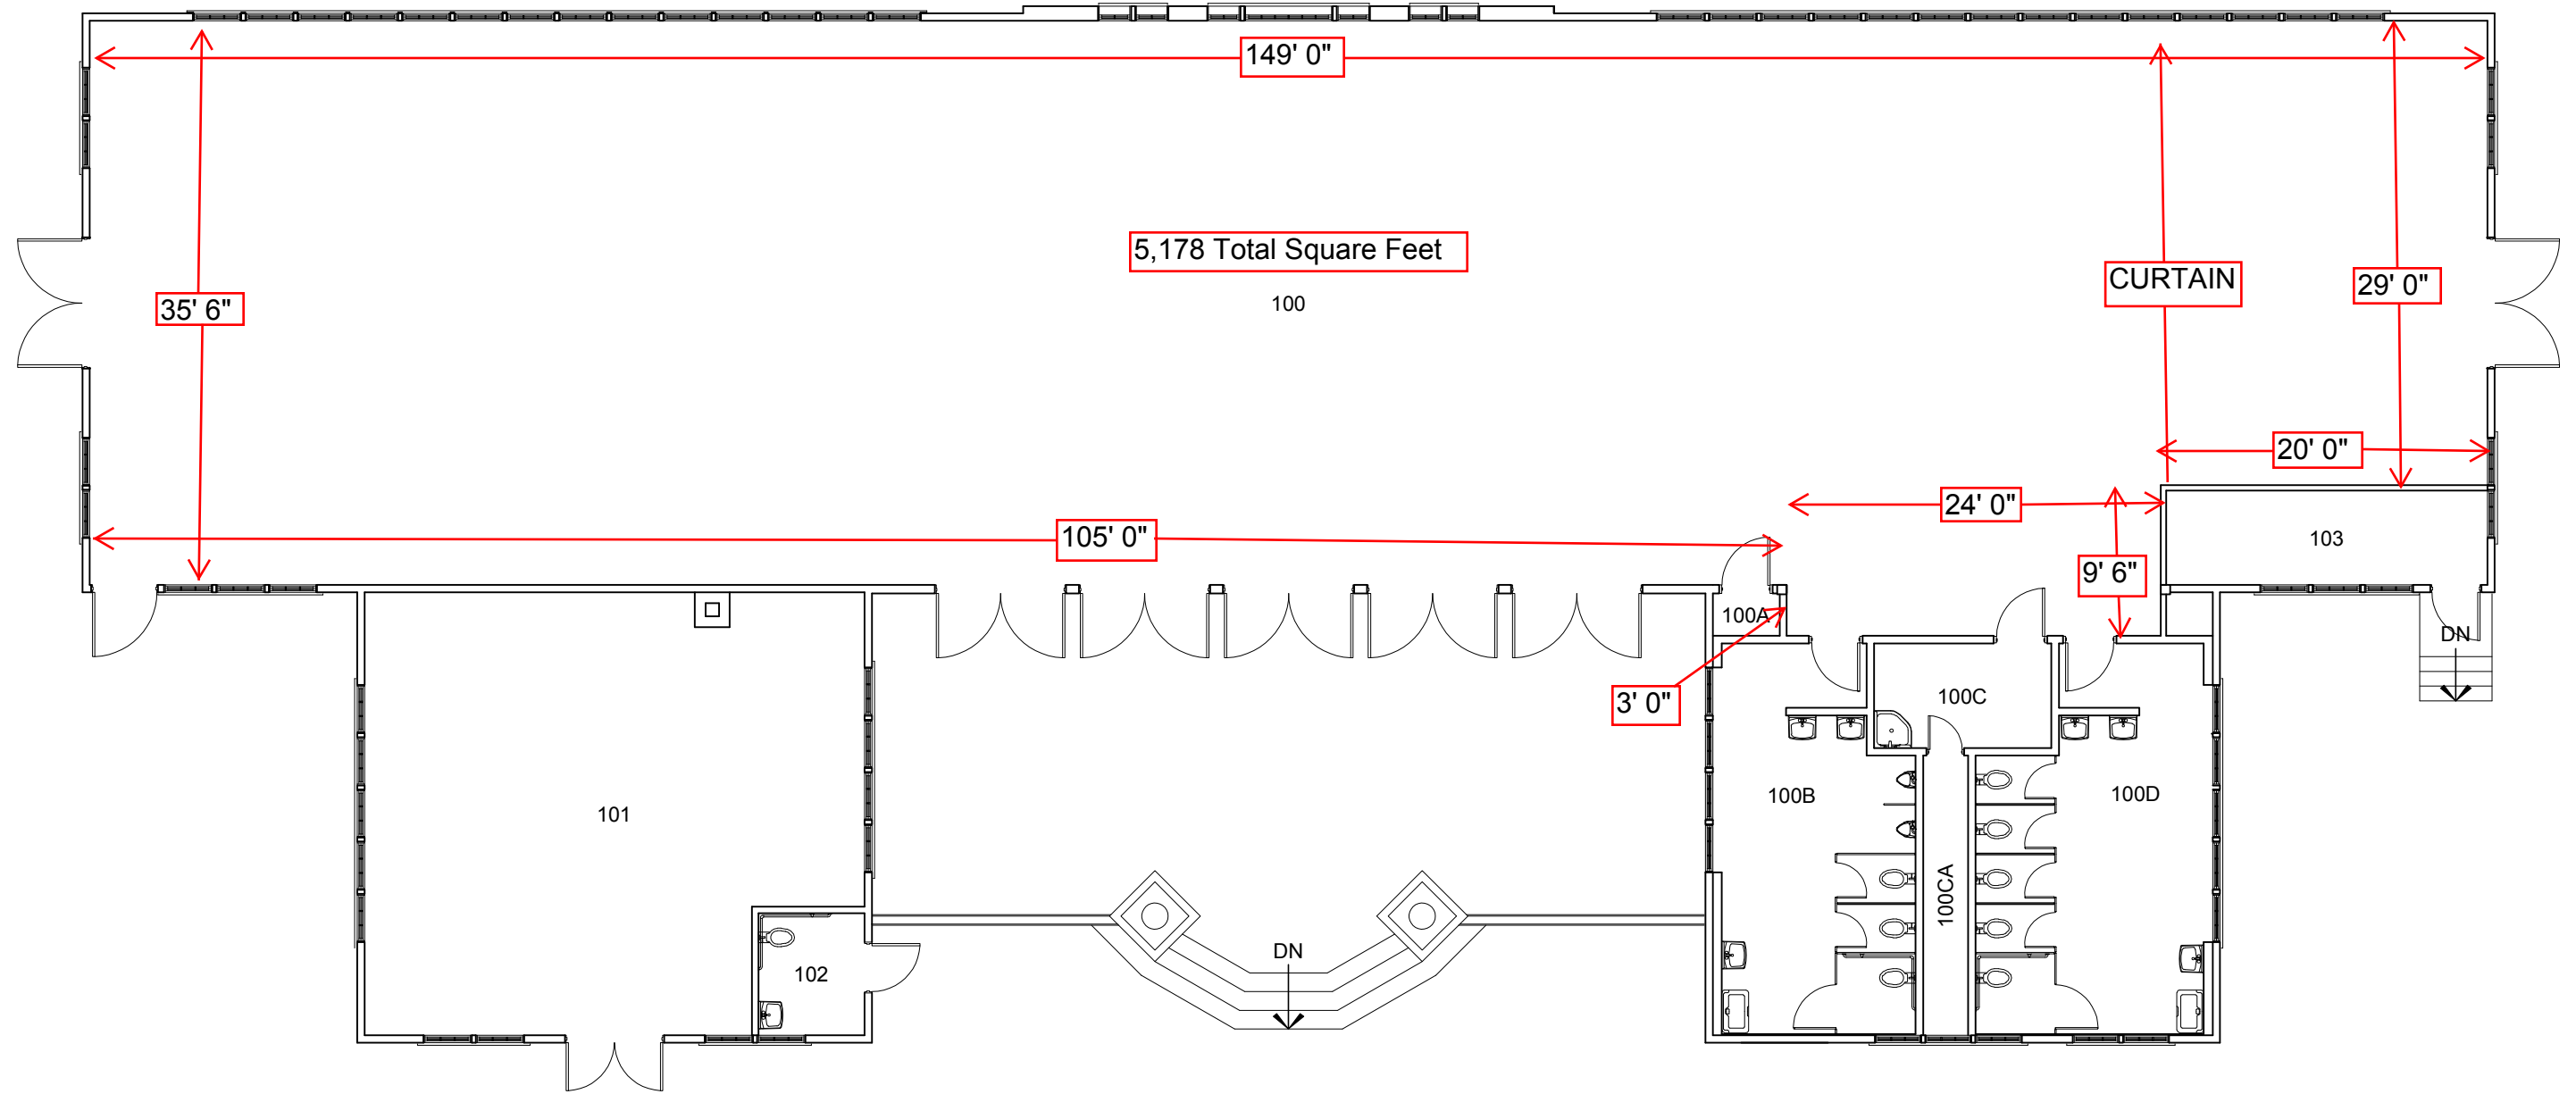 149' 0"
5,178 Total Square Feet
CURTAIN
29' 0"
35' 6"
100
20' 0"
24' 0"
105' 0"
103
9' 6"
100A
DN
3' 0"
100C
100B
100D
101
100CA
DN
102